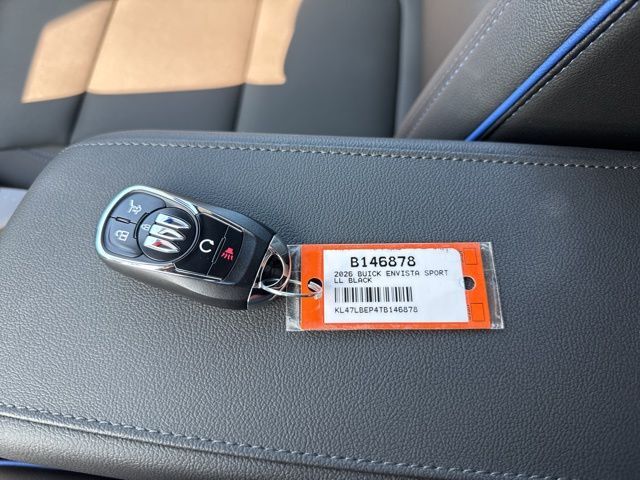 B146878
2026 BUICK ENVISTA SPORT
LL BLACK
KL47LBEP4TB146878